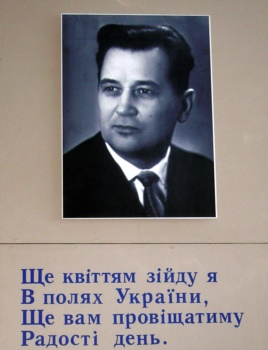 Ще квіттям зійду я
В полях України,
Ще вам провіщатиму
Радості день.